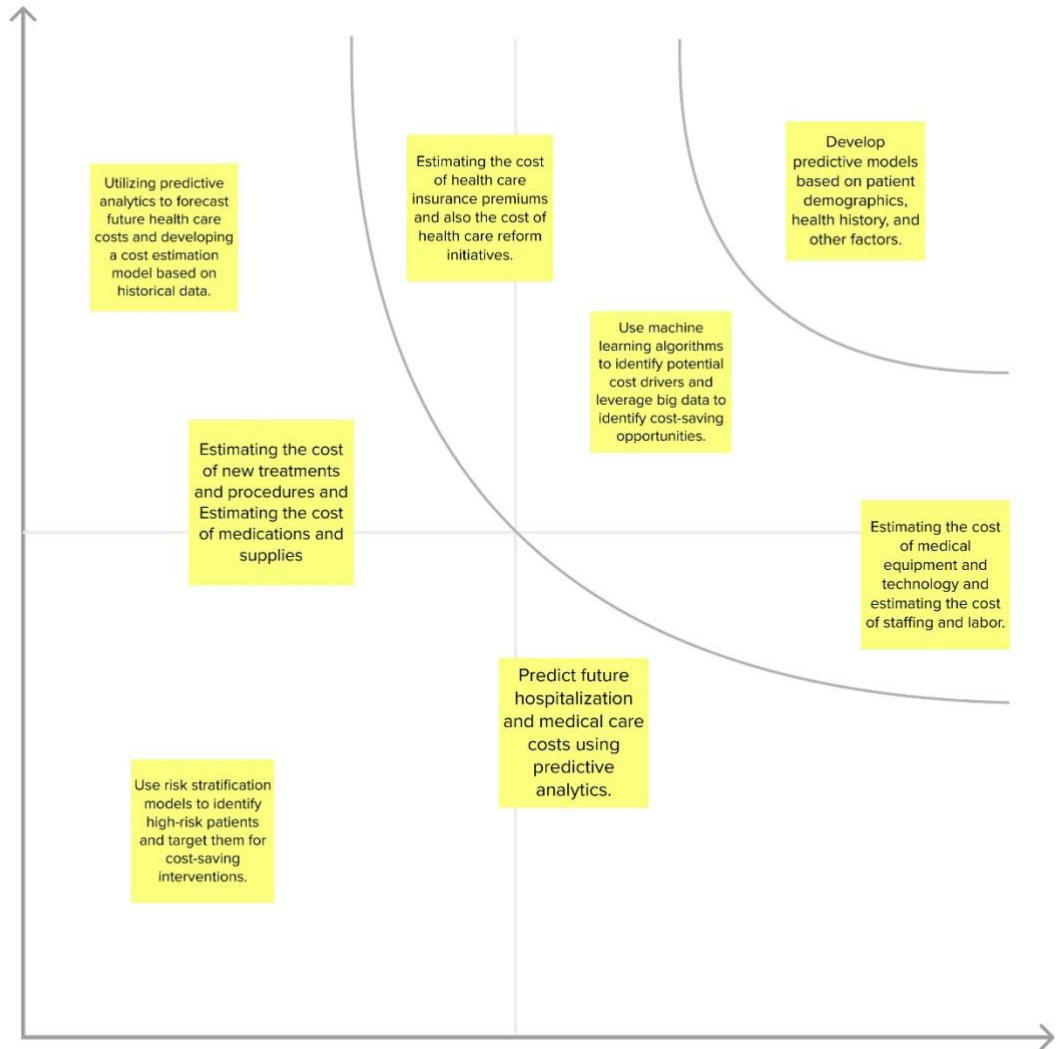 Utilizing predictive
analytics to forecast
future health care
costs and developing
a cost estimation
model based on
historical data.
Estimating the cost
of health care
insurance premiums
and also the cost of
health care reform
initiatives.
Develop
predictive models
based on patient
demographics,
health history, and
other factors.
Use machine
learning algorithms
to identify potential
cost drivers and
leverage big data to
identify cost-saving
opportunities.
Estimating the cost
of new treatments
and procedures and
Estimating the cost
of medications and
supplies
Estimating the cost
of medical
equipment and
technology and
estimating the cost
of staffing and labor.
Predict future
hospitalization
and medical care
costs using
predictive
analytics.
Use risk stratification
models to identify
high-risk patients
and target them for
cost-saving
interventions.